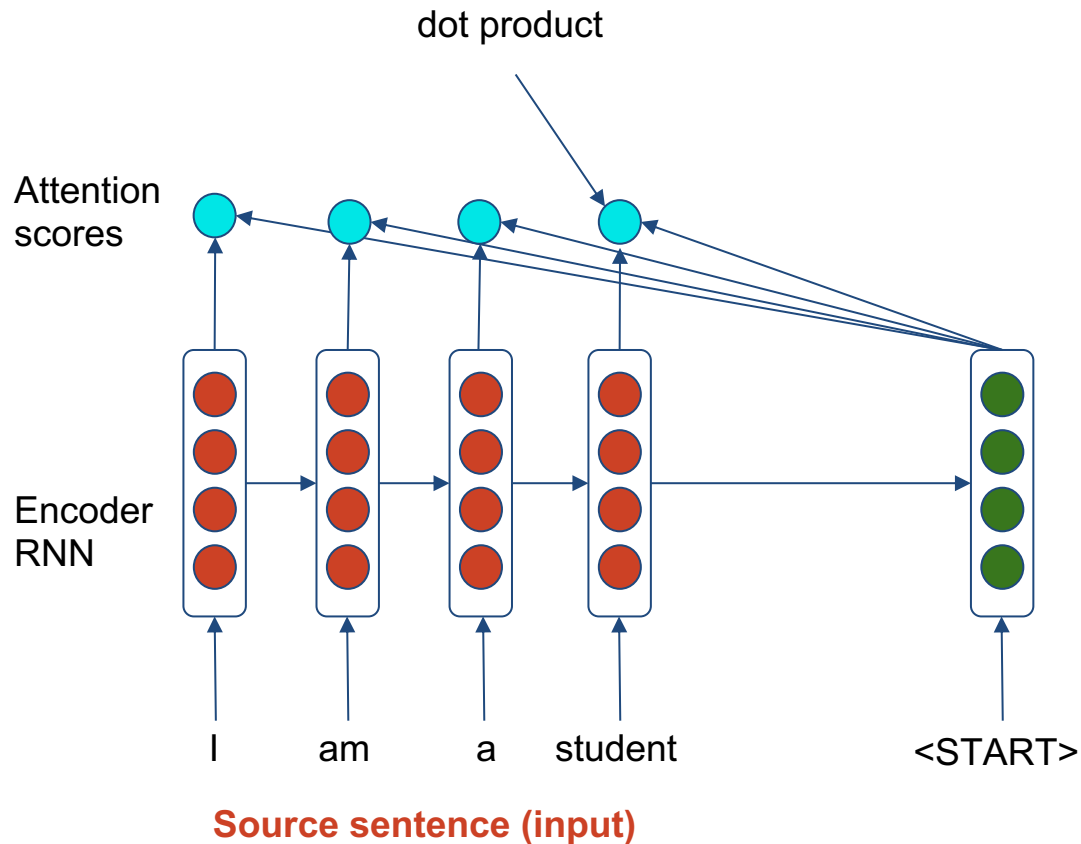 dot product
Attention
scores
Encoder
RNN
I am a student <START>
Source sentence (input)